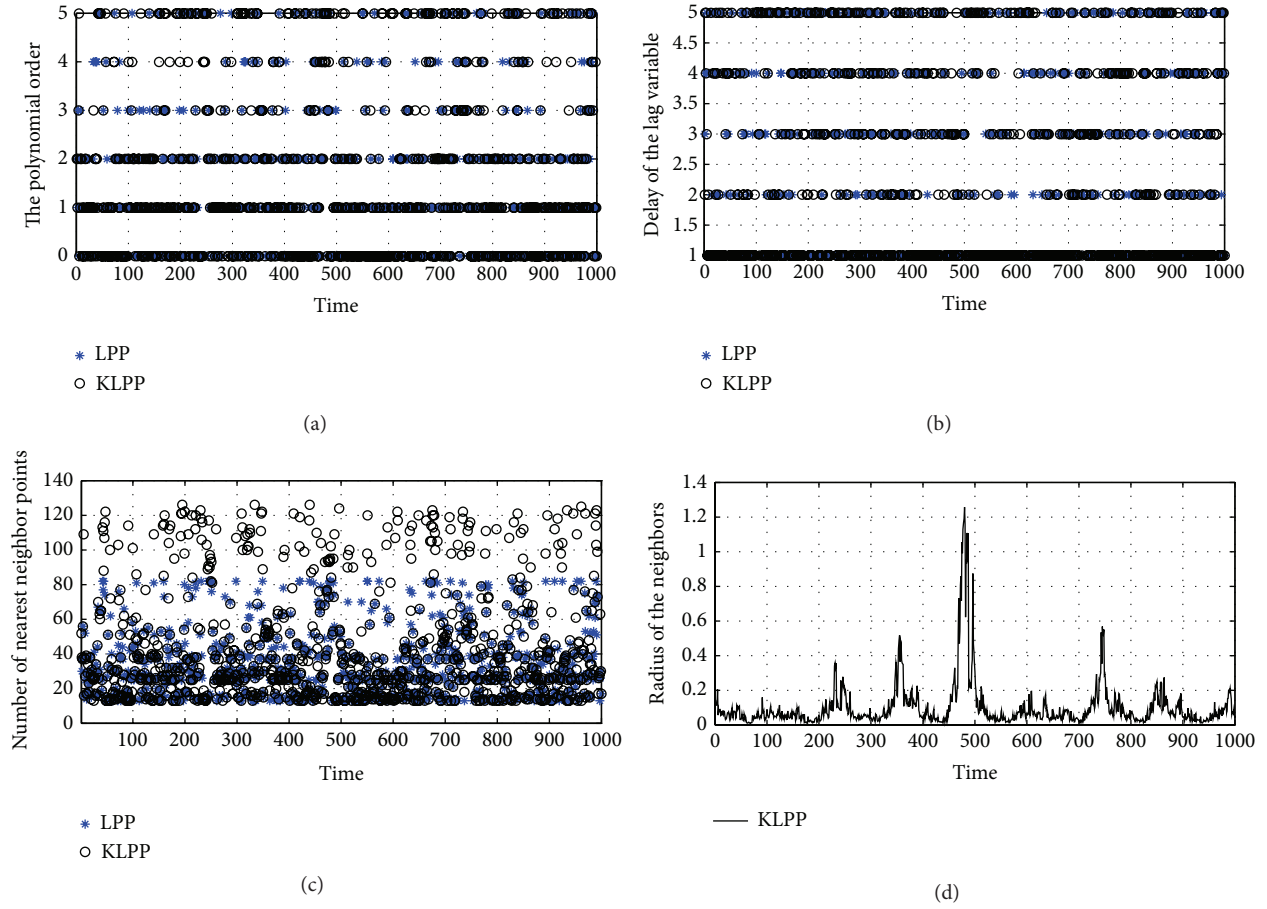 The polynomial order
5
4
3
2
1
0
0 100 200 300 400 500 600 700 800 900 1000
Time
LPP
KLPP
(a)
Delay of the lag variable
5
4.5
4
3.5
3
2.5
2
1.5
1
0 100 200 300 400 500 600 700 800 900 1000
Time
LPP
KLPP
(b)
Number of nearest neighbor points
140
120
100
80
60
40
20
0
100 200 300 400 500 600 700 800 900 1000
Time
LPP
KLPP
(c)
Radius of the neighbors
1.4
1.2
1
0.8
0.6
0.4
0.2
0
0 100 200 300 400 500 600 700 800 900 1000
Time
KLPP
(d)